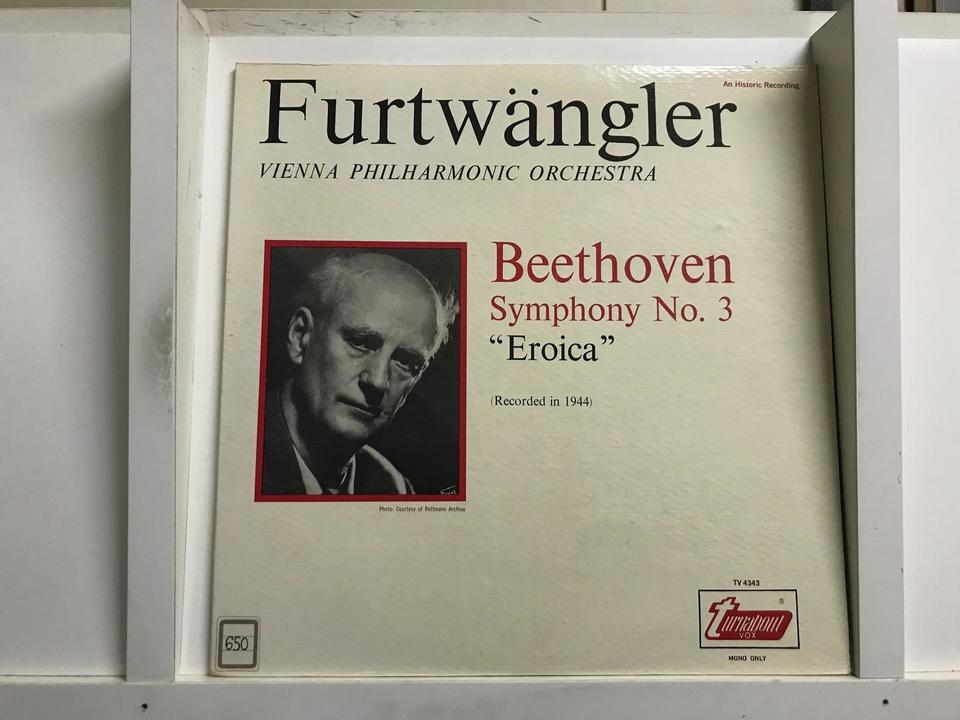 An Historic Recording
Furtwängler
VIENNA PHILHARMONIC ORCHESTRA
Beethoven
Symphony No. 3
“Eroica”
(Recorded in 1944)
Photo: Courtesy of Bettmann Archive
TV 4343
turnabout ®
VOX
MONO ONLY
650